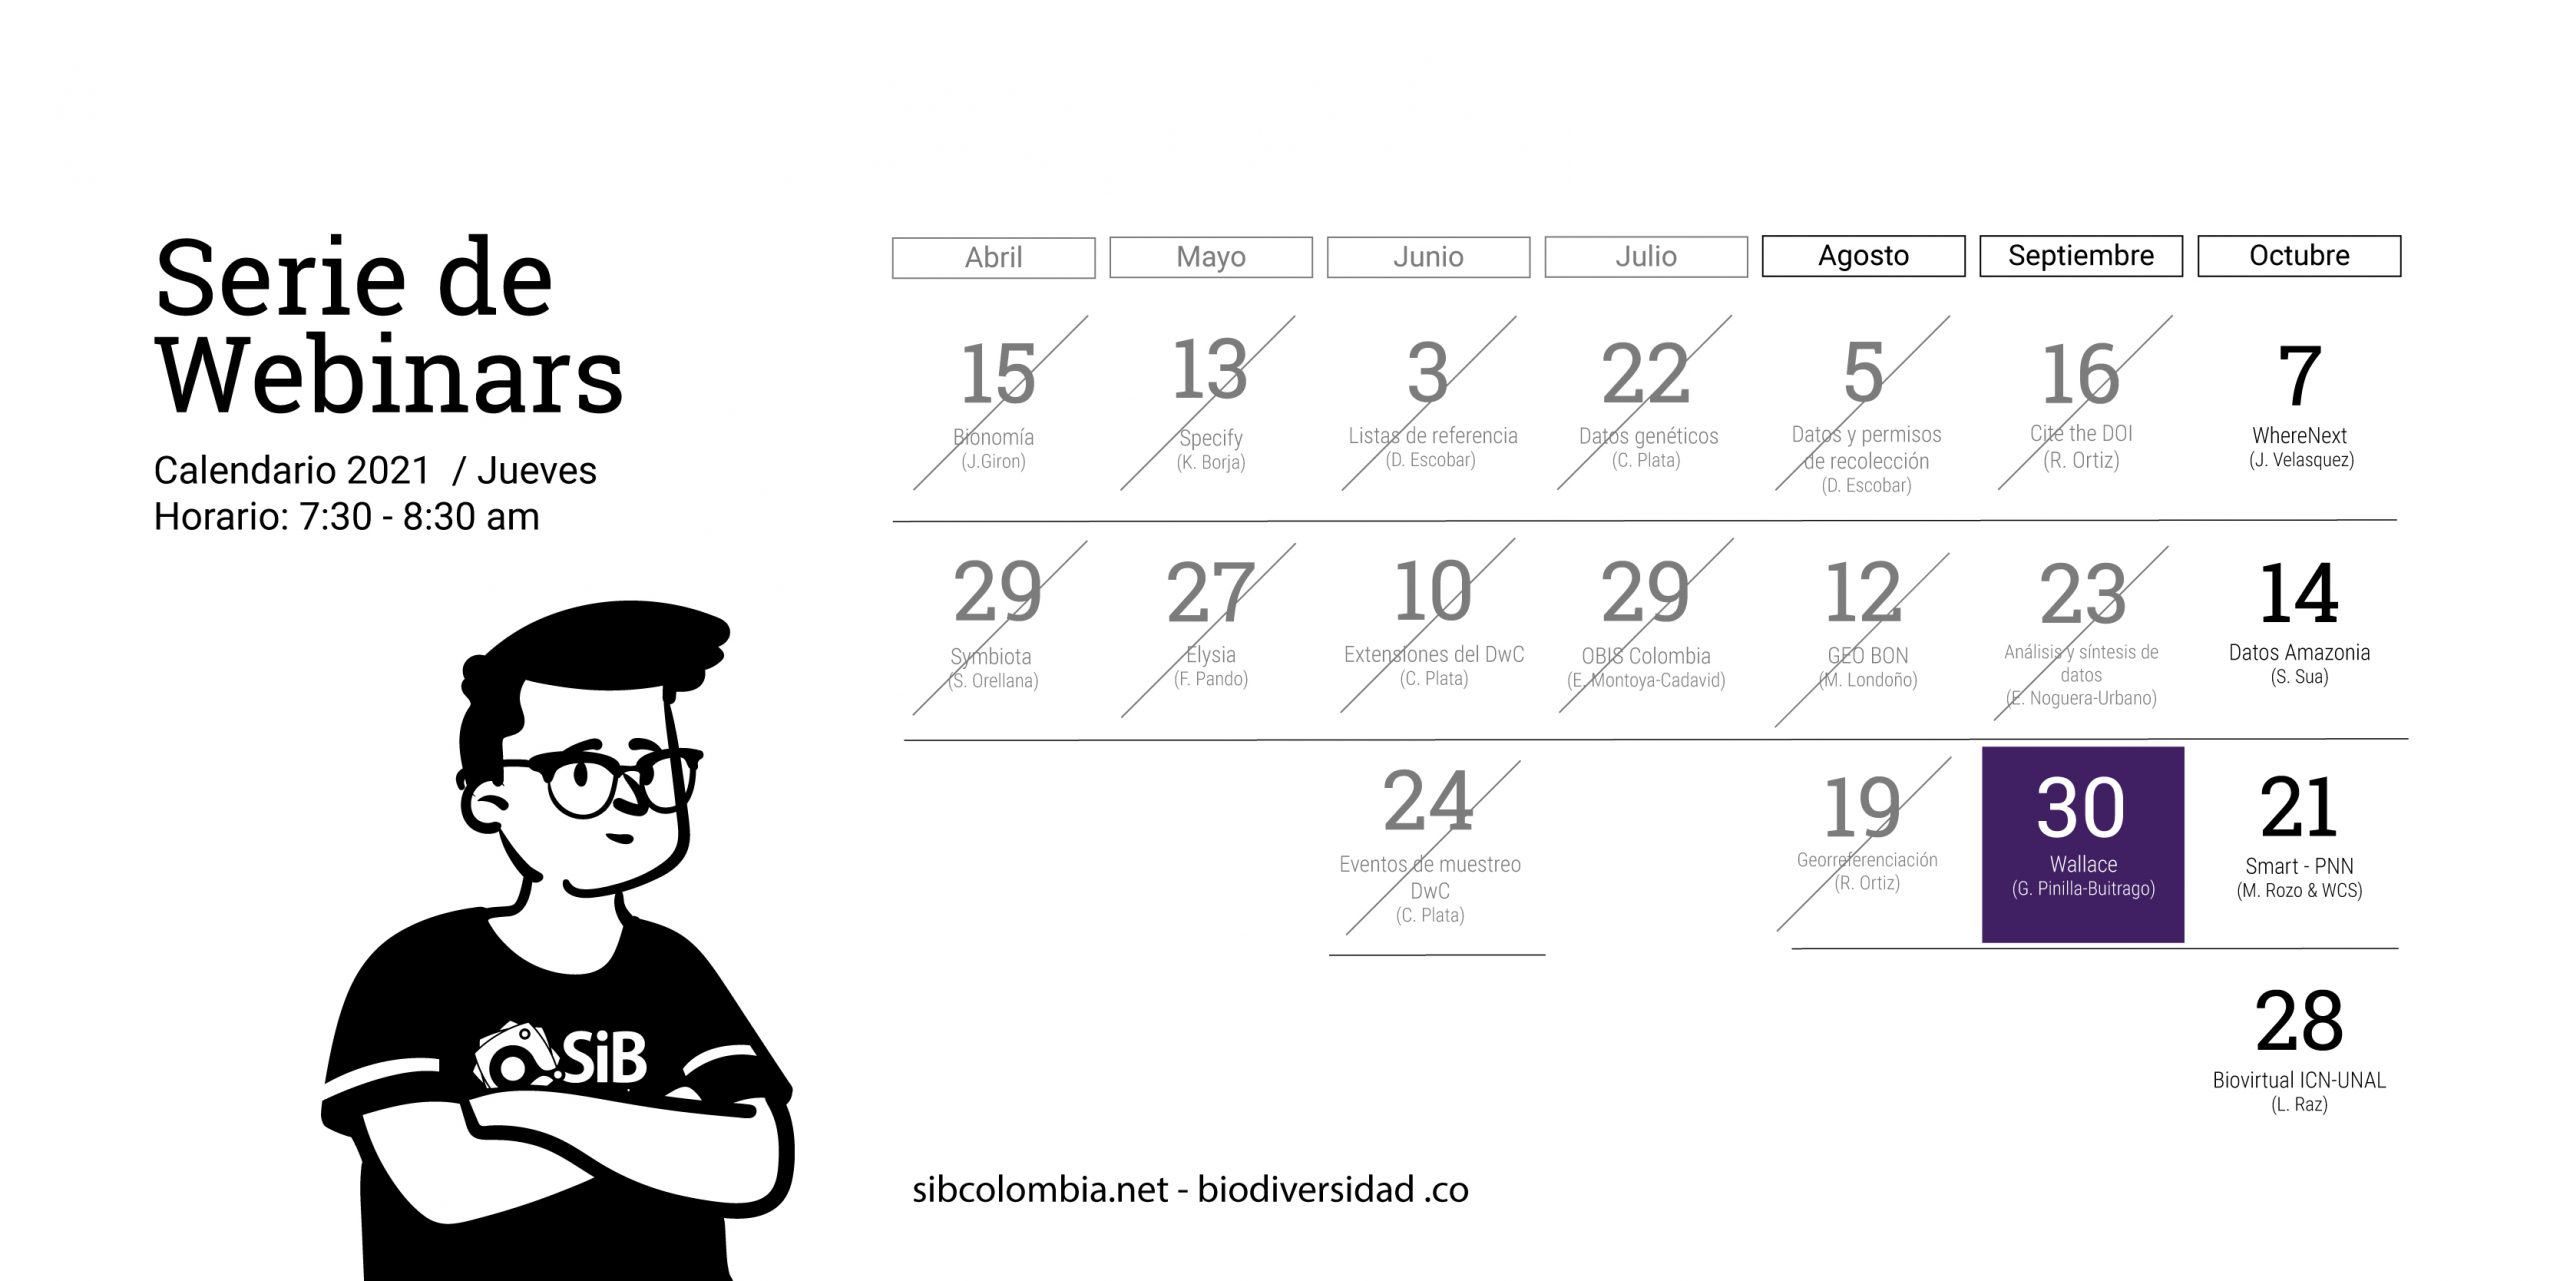 Serie de
Webinars
Calendario 2021 / Jueves
Horario: 7:30 - 8:30 am
Abril
Mayo
Junio
Julio
Agosto
Septiembre
Octubre
15
Bionomía
(J.Giron)
13
Specify
(K. Borja)
3
Listas de referencia
(D. Escobar)
22
Datos genéticos
(C. Plata)
5
Datos y permisos
de recolección
(D. Escobar)
16
Cite the DOI
(R. Ortiz)
7
WhereNext
(J. Velasquez)
29
Symbiota
(S. Orellana)
27
Elysia
(F. Pando)
10
Extensiones del DwC
(C. Plata)
29
OBIS Colombia
(E. Montoya-Cadavid)
12
GEO BON
(M. Londoño)
23
Análisis y síntesis de
datos
(E. Noguera-Urbano)
14
Datos Amazonia
(S. Sua)
24
Eventos de muestreo
DwC
(C. Plata)
19
Georreferenciación
(R. Ortiz)
30
Wallace
(G. Pinilla-Buitrago)
21
Smart - PNN
(M. Rozo & WCS)
28
Biovirtual ICN-UNAL
(L. Raz)
SiB
sibcolombia.net - biodiversidad .co